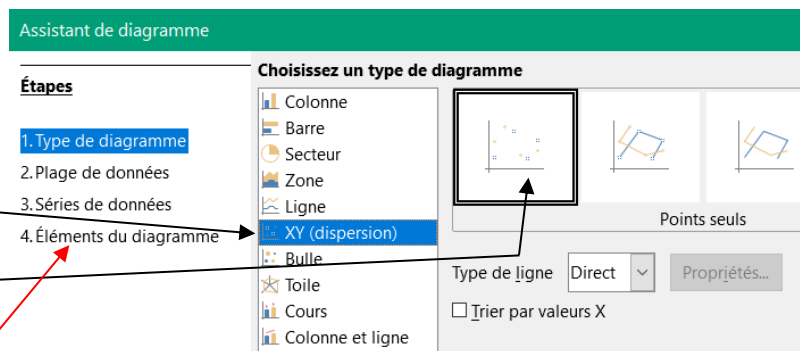 Assistant de diagramme
Étapes
1. Type de diagramme
2. Plage de données
3. Séries de données
4. Éléments du diagramme
Choisissez un type de diagramme
Colonne
Barre
Secteur
Zone
Ligne
XY (dispersion)
Bulle
Toile
Cours
Colonne et ligne
Points seuls
Type de ligne Direct Propriétés...
Trier par valeurs X